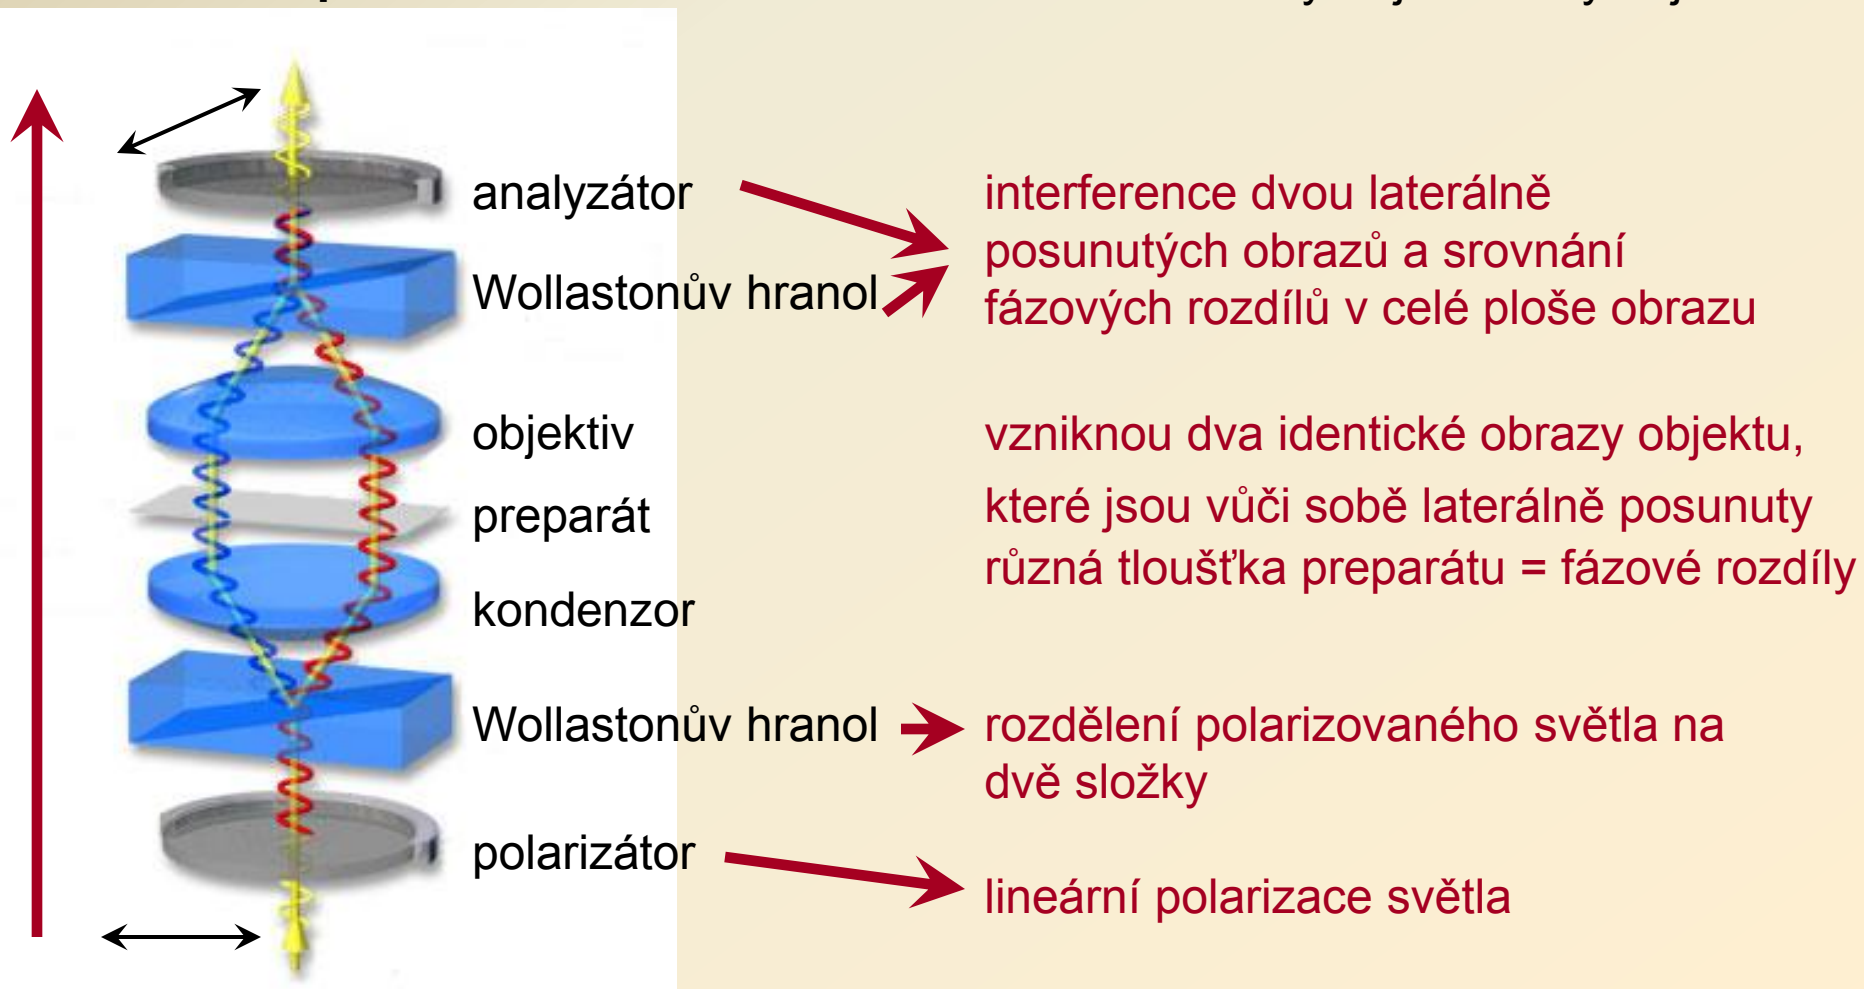 analyzátor
interference dvou laterálně
posunutých obrazů a srovnání
Wollastonův hranol
fázových rozdílů v celé ploše obrazu
objektiv
vzniknou dva identické obrazy objektu,
preparát
které jsou vůči sobě laterálně posunuty
různá tloušťka preparátu = fázové rozdíly
kondenzor
Wollastonův hranol
rozdělení polarizovaného světla na
dvě složky
polarizátor
lineární polarizace světla